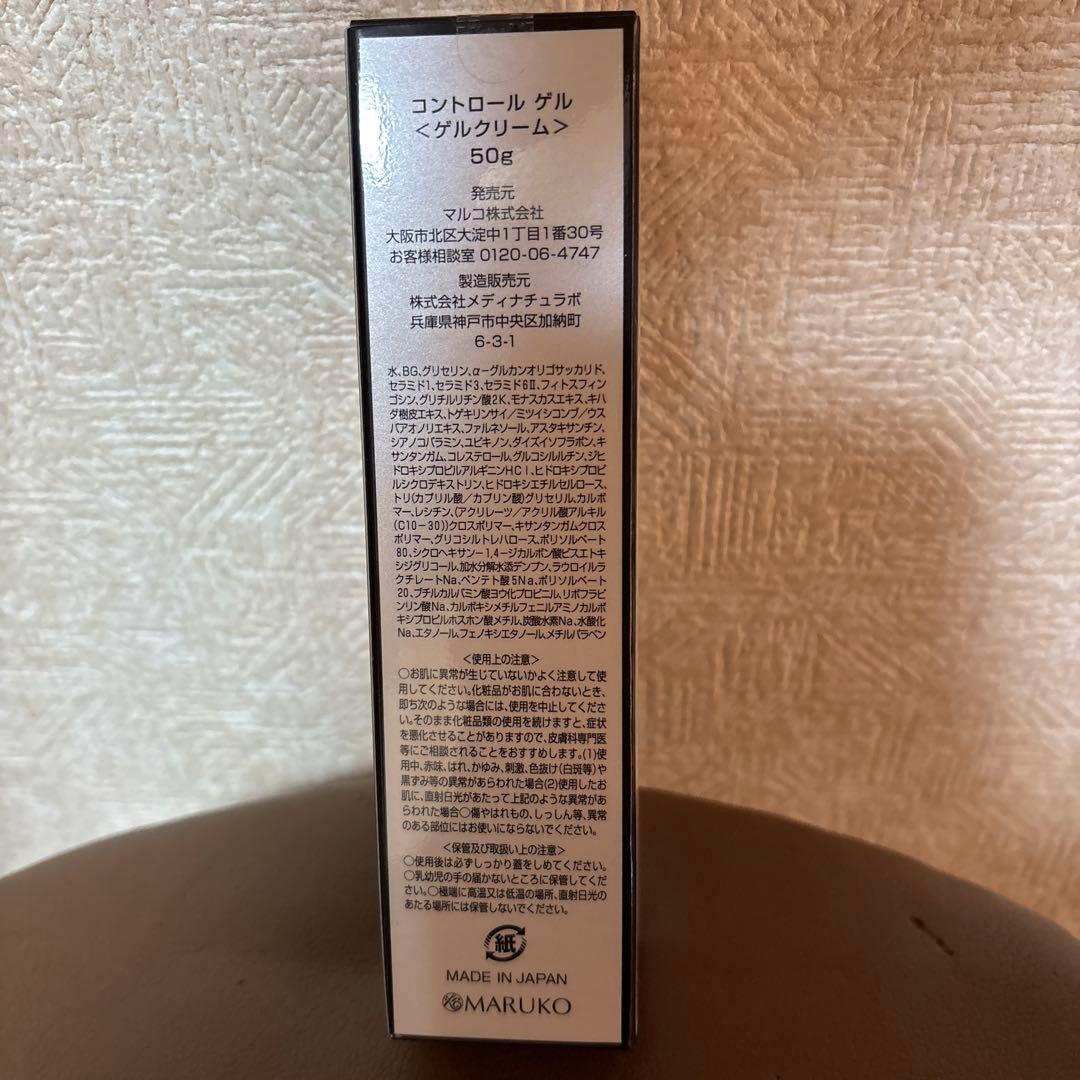 コントロール ゲル
＜ゲルクリーム＞
50g
発売元
マルコ株式会社
大阪市北区大淀中1丁目1番30号
お客様相談室 0120-06-4747
製造販売元
株式会社メディナチュラボ
兵庫県神戸市中央区加納町
6-3-1
水、BG、グリセリン、α-グルカンオリゴサッカリド、
セラミド1、セラミド3、セラミド6Ⅱ、フィトスフィン
ゴシン、グリチルリチン酸2K、モナスカスエキス、キハ
ダ樹皮エキス、トゲキリンサイ／ミツイシコンブ／ウス
バアオノリエキス、ファルネソール、アスタキサンチン、
シアノコバラミン、ユビキノン、ダイズイソフラボン、キ
サンタンガム、コレステロール、グルコシルルチン、ジヒ
ドロキシプロピルアルギニンHCl、ヒドロキシプロピ
ルシクロデキストリン、ヒドロキシエチルセルロース、
トリ(カプリル酸／カプリン酸)グリセリル、カルボ
マー、レシチン、(アクリレーツ／アクリル酸アルキル
(C10-30))クロスポリマー、キサンタンガムクロス
ポリマー、グリコシルトレハロース、ポリソルベート
80、シクロヘキサン-1,4-ジカルボン酸ビスエトキ
シジグリコール、加水分解水添デンプン、ラウロイルラ
クチレートNa、ペンテト酸5Na、ポリソルベート
20、ブチルカルバミン酸ヨウ化プロピニル、リボフラビ
ンリン酸Na、カルボキシメチルフェニルアミノカルボ
キシプロピルホスホン酸メチル、炭酸水素Na、水酸化
Na、エタノール、フェノキシエタノール、メチルパラベン
＜使用上の注意＞
○お肌に異常が生じていないかよく注意して使
用してください。化粧品がお肌に合わないとき、
即ち次のような場合には、使用を中止してくださ
い。そのまま化粧品類の使用を続けますと、症状
を悪化させることがありますので、皮膚科専門医
等にご相談されることをおすすめします。(1)使
用中、赤味、はれ、かゆみ、刺激、色抜け(白斑等)や
黒ずみ等の異常があらわれた場合(2)使用したお
肌に、直射日光があたって上記のような異常があ
らわれた場合○傷やはれもの、しっしん等、異常
のある部位にはお使いにならないでください。
＜保管及び取扱い上の注意＞
○使用後は必ずしっかり蓋をしめてください。
○乳幼児の手の届かないところに保管してくだ
さい。○極端に高温又は低温の場所、直射日光の
あたる場所には保管しないでください。
紙
MADE IN JAPAN
MARUKO